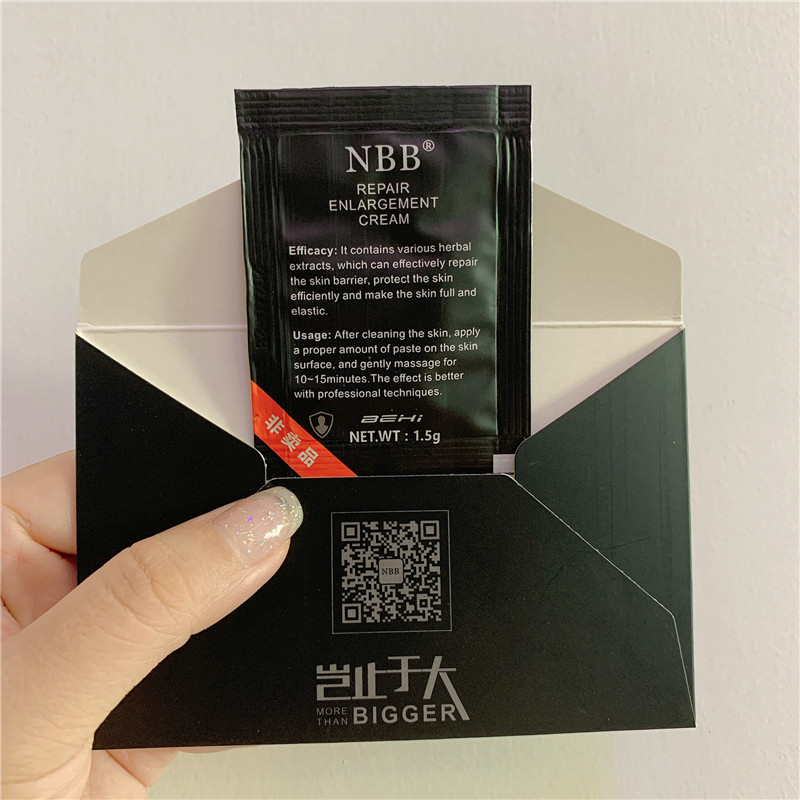 NBB®
REPAIR
ENLARGEMENT
CREAM
Efficacy: It contains various herbal
extracts, which can effectively repair
the skin barrier, protect the skin
efficiently and make the skin full and
elastic.
Usage: After cleaning the skin, apply
a proper amount of paste on the skin
surface, and gently massage for
10~15minutes.The effect is better
with professional techniques.
非卖品
BEHi
NET.WT : 1.5g
NBB
岂止于大
MORE
THAN BIGGER